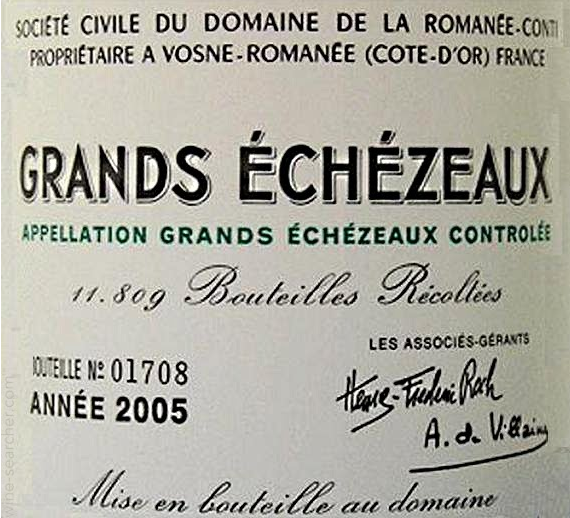 SOCIÉTÉ CIVILE DU DOMAINE DE LA ROMANÉE-CONTI
PROPRIÉTAIRE A VOSNE-ROMANÉE (COTE-D'OR) FRANCE
GRANDS ÉCHÉZEAUX
APPELLATION GRANDS ÉCHÉZEAUX CONTROLÉE
11.809 Bouteilles Récoltées
LES ASSOCIÉS-GÉRANTS
BOUTEILLE Nº 01708
ANNÉE 2005
Henry-Frédéric Roch
A. de Villaine
Mise en bouteille au domaine